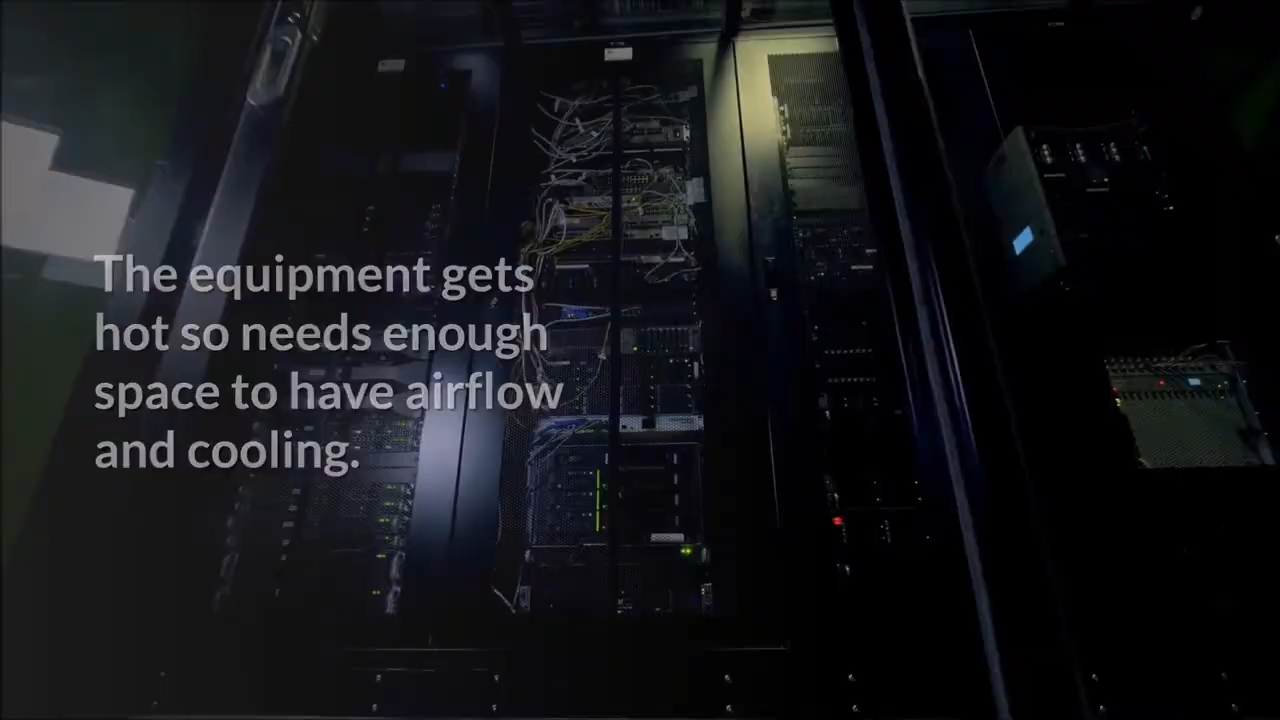 The equipment gets
hot so needs enough
space to have airflow
and cooling.